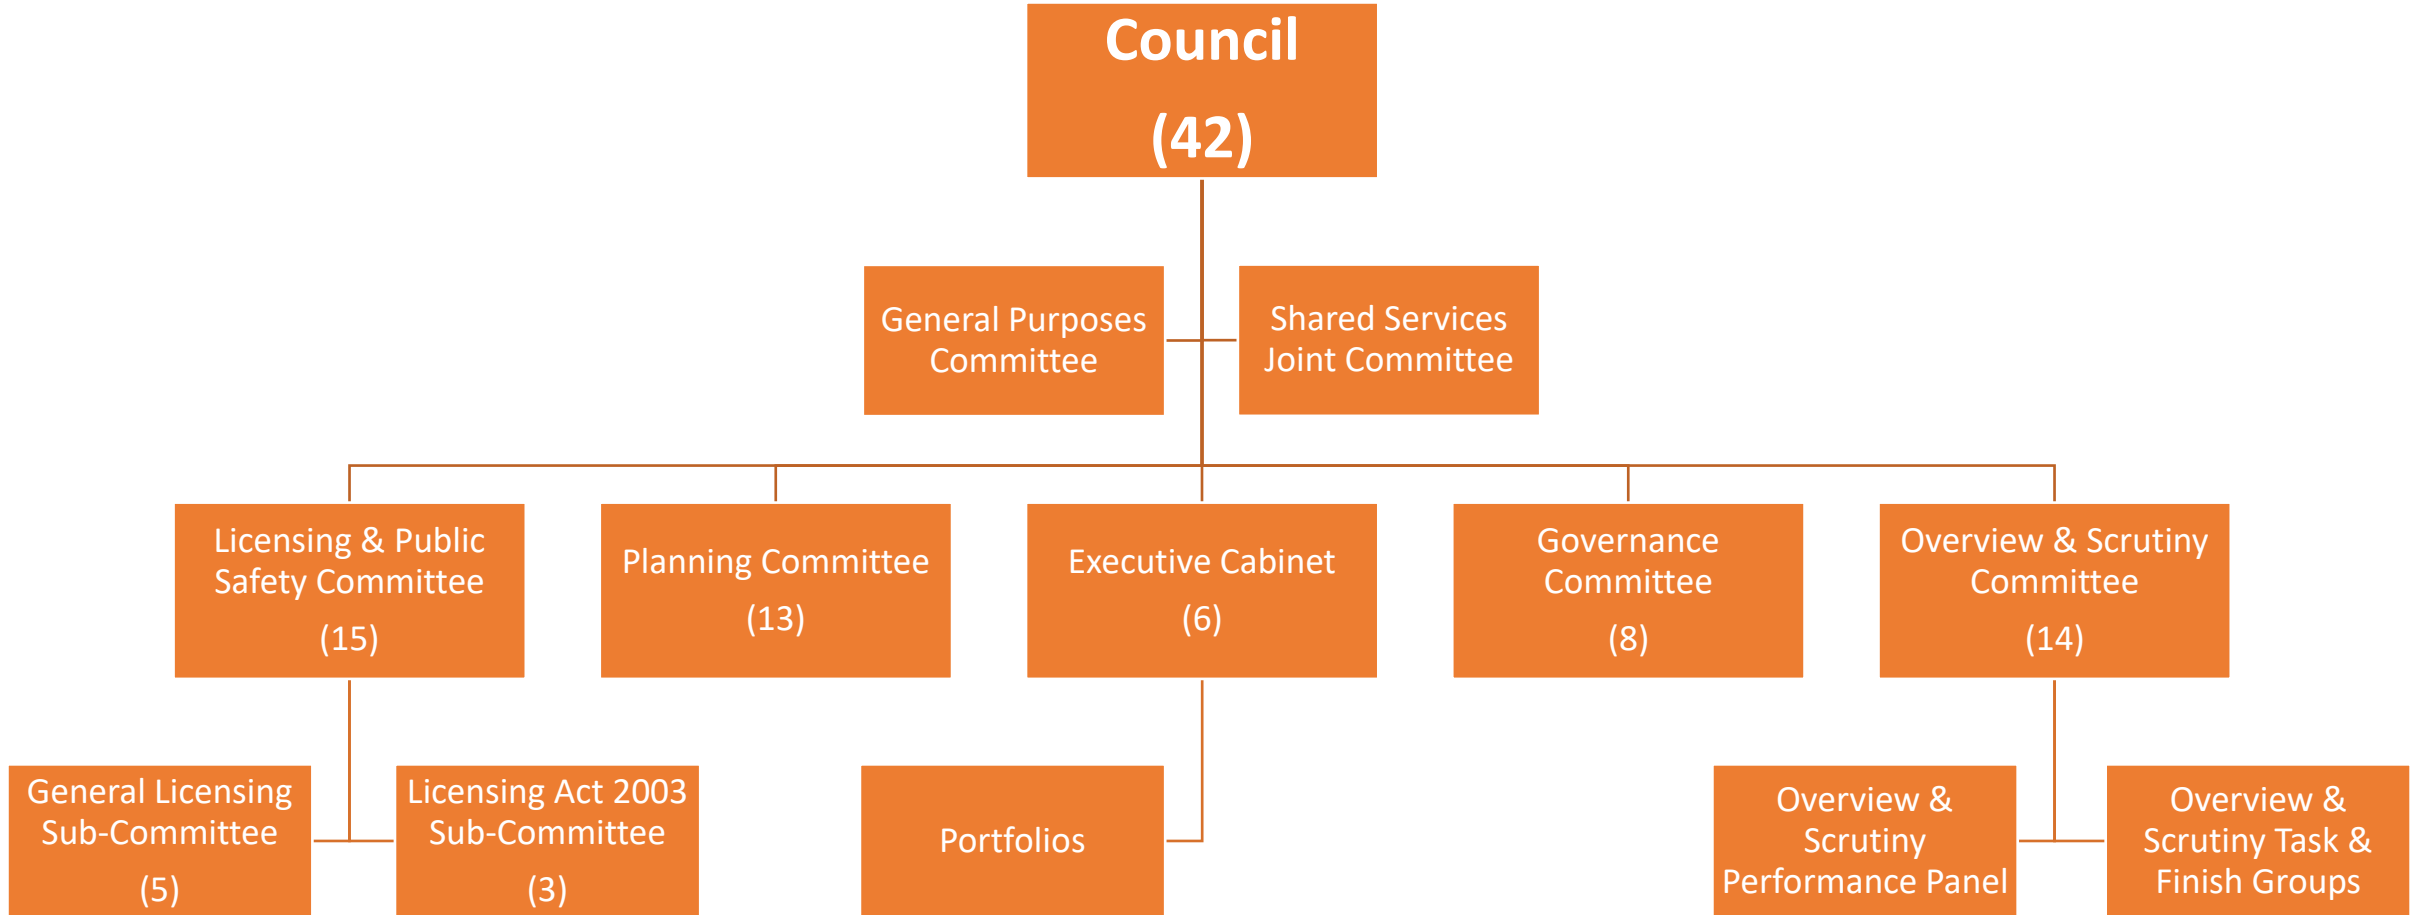 Council
(42)
General Purposes
Committee
Shared Services
Joint Committee
Licensing & Public
Safety Committee
(15)
Planning Committee
(13)
Executive Cabinet
(6)
Governance
Committee
(8)
Overview & Scrutiny
Committee
(14)
General Licensing
Sub-Committee
(5)
Licensing Act 2003
Sub-Committee
(3)
Portfolios
Overview &
Scrutiny
Performance Panel
Overview &
Scrutiny Task &
Finish Groups